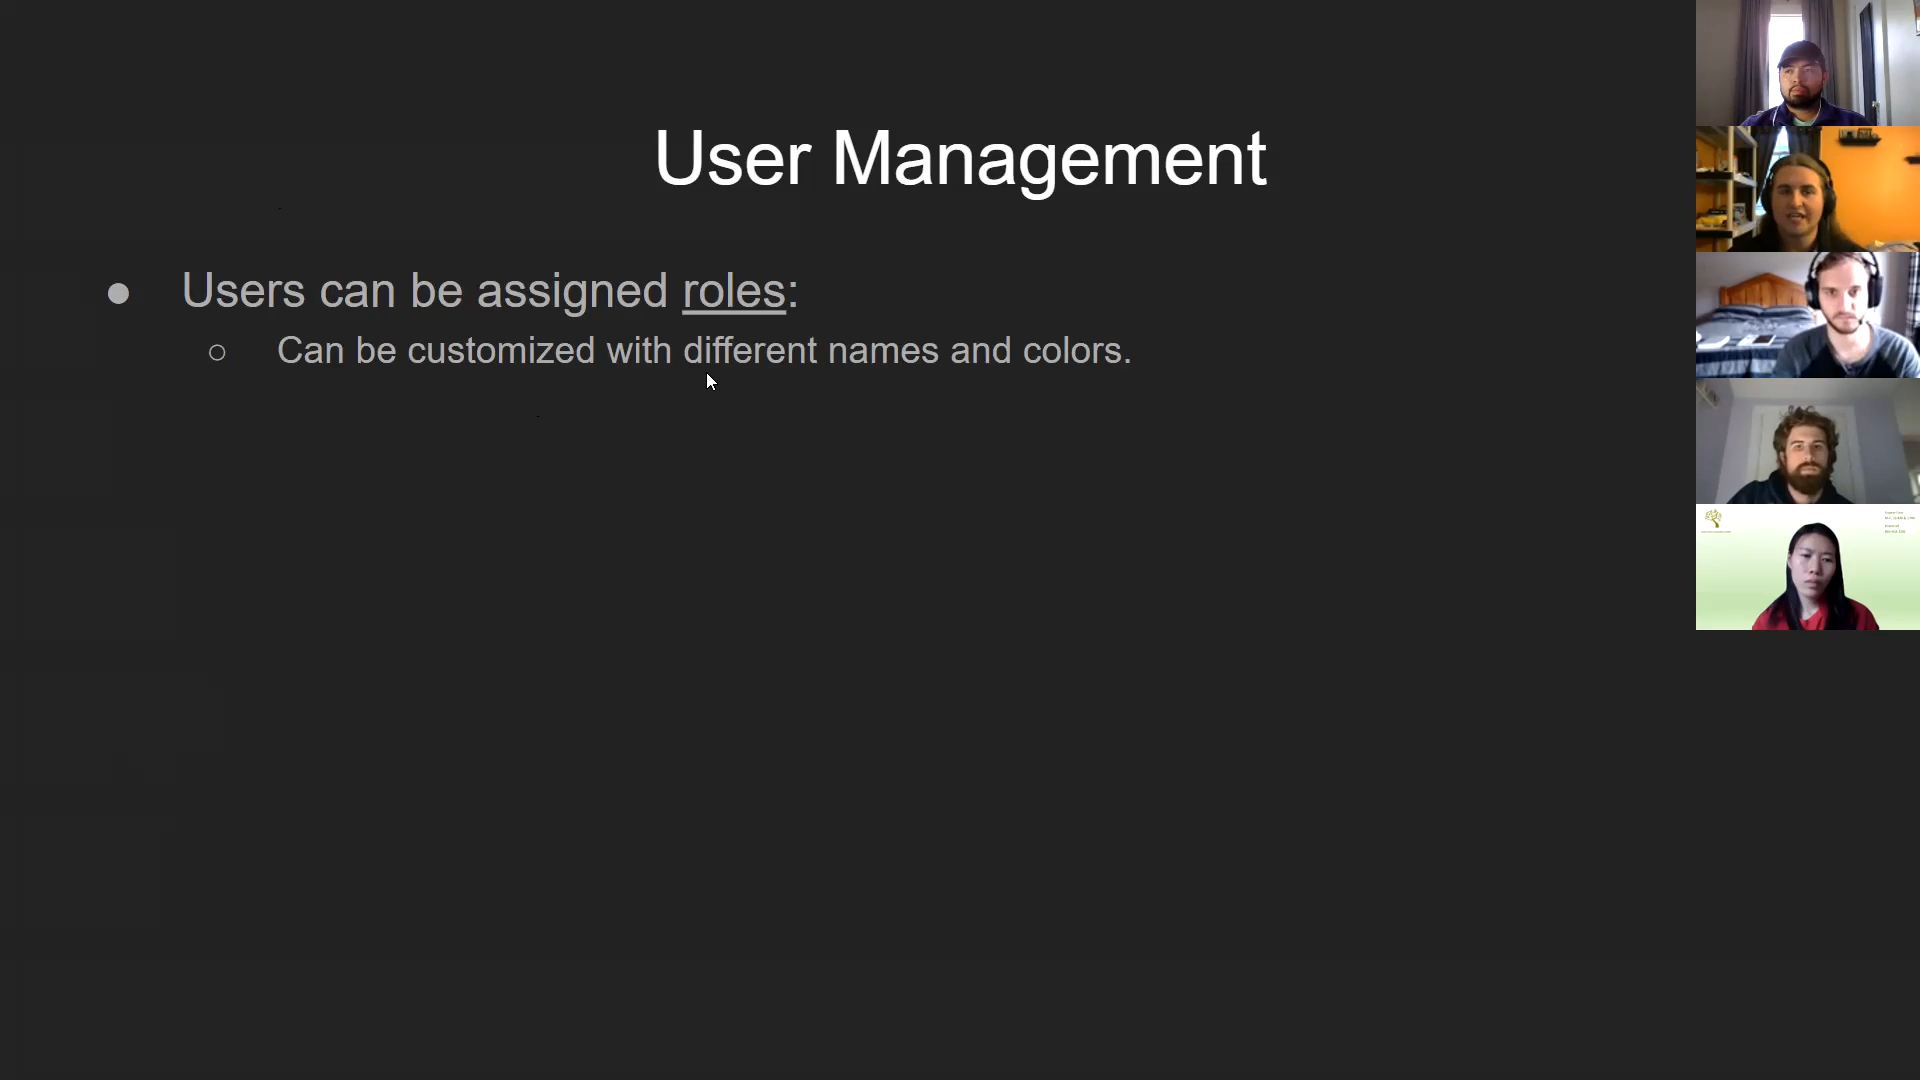 User Management
● Users can be assigned roles:
○ Can be customized with different names and colors.